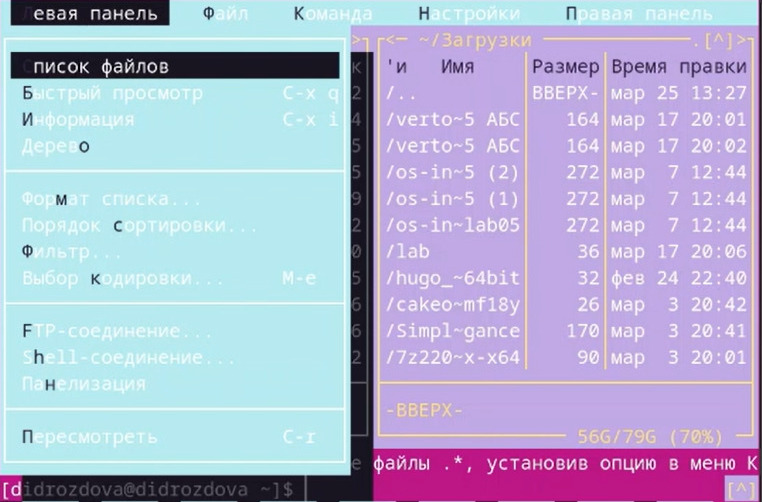 Левая панель Файл Команда Настройки Правая панель
Список файлов
Быстрый просмотр C-x q
Информация C-x i
Дерево
Формат списка...
Порядок сортировки...
Фильтр...
Выбор кодировки... M-e
FTP-соединение...
Shell-соединение...
Панелизация
Пересмотреть C-r
<— ~/Загрузки .[^]>
'и Имя Размер Время правки
/.. ВВЕРХ- мар 25 13:27
/verto~5 АБС 164 мар 17 20:01
/verto~5 АБС 164 мар 17 20:02
/os-in~5 (2) 272 мар 7 12:44
/os-in~5 (1) 272 мар 7 12:44
/os-in~lab05 272 мар 7 12:44
/lab 36 мар 17 20:06
/hugo_~64bit 32 фев 24 22:40
/cakeo~mf18y 26 мар 3 20:42
/Simpl~gance 170 мар 3 20:41
/7z220~x-x64 90 мар 3 20:01
-ВВЕРХ-
56G/79G (70%)
е файлы .*, установив опцию в меню К
[didrozdova@didrozdova ~]$ [^]